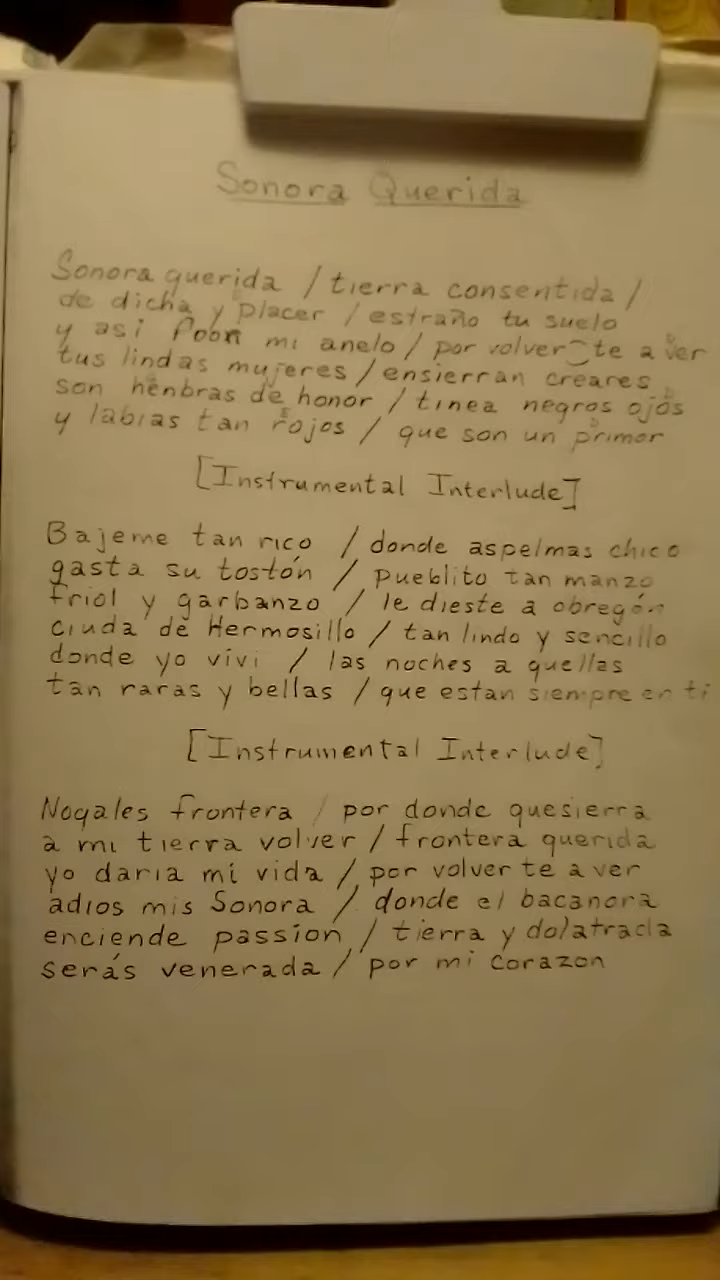 Sonora Querida
Sonora querida / tierra consentida /
de dicha y placer / estraño tu suelo
y asi Poon mi anelo / por volver te a ver
tus lindas mujeres / ensierran creares
son henbras de honor / tinea negros ojos
y labias tan rojos / que son un primor
[Instrumental Interlude]
Bajeme tan rico / donde aspelmas chico
gasta su tostón / pueblito tan manzo
friol y garbanzo / le dieste a obregón
ciuda de Hermosillo / tan lindo y sencillo
donde yo vivi / las noches a quellas
tan raras y bellas / que estan siempre en ti
[Instrumental Interlude]
Nogales frontera / por donde quesierra
a mi tierra volver / frontera querida
yo daria mi vida / por volver te a ver
adios mis Sonora / donde el bacanora
enciende passion / tierra y dolatrada
serás venerada / por mi corazon